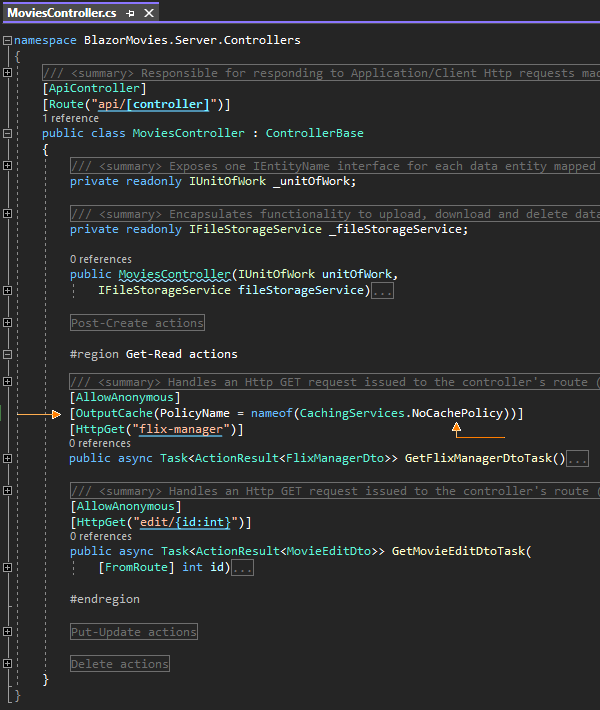 MoviesController.cs
namespace BlazorMovies.Server.Controllers
{
/// <summary> Responsible for responding to Application/Client Http requests mad
[ApiController]
[Route("api/[controller]")]
1 reference
public class MoviesController : ControllerBase
{
/// <summary> Exposes one IEntityName interface for each data entity mapped
private readonly IUnitOfWork _unitOfWork;
/// <summary> Encapsulates functionality to upload, download and delete data
private readonly IFileStorageService _fileStorageService;
0 references
public MoviesController(IUnitOfWork unitOfWork,
IFileStorageService fileStorageService)...
Post-Create actions
#region Get-Read actions
/// <summary> Handles an Http GET request issued to the controller's route (
[AllowAnonymous]
[OutputCache(PolicyName = nameof(CachingServices.NoCachePolicy))]
[HttpGet("flix-manager")]
0 references
public async Task<ActionResult<FlixManagerDto>> GetFlixManagerDtoTask()...
/// <summary> Handles an Http GET request issued to the controller's route (
[AllowAnonymous]
[HttpGet("edit/{id:int}")]
0 references
public async Task<ActionResult<MovieEditDto>> GetMovieEditDtoTask(
[FromRoute] int id)...
#endregion
Put-Update actions
Delete actions
}
}